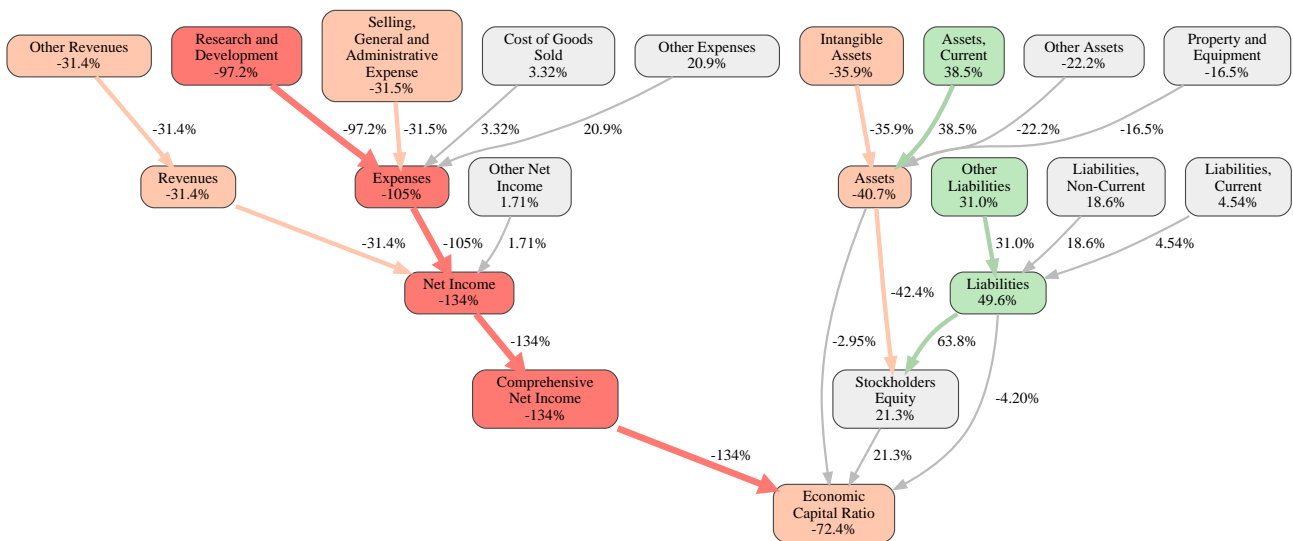 Other Revenues
-31.4%
Research and
Development
-97.2%
Selling,
General and
Administrative
Expense
-31.5%
Cost of Goods
Sold
3.32%
Other Expenses
20.9%
Intangible
Assets
-35.9%
Assets,
Current
38.5%
Other Assets
-22.2%
Property and
Equipment
-16.5%
-31.4%
-97.2%
-31.5%
3.32%
20.9%
-35.9%
38.5%
-22.2%
-16.5%
Revenues
-31.4%
Expenses
-105%
Other Net
Income
1.71%
Assets
-40.7%
Other
Liabilities
31.0%
Liabilities,
Non-Current
18.6%
Liabilities,
Current
4.54%
-31.4%
-105%
1.71%
31.0%
18.6%
4.54%
Net Income
-134%
-42.4%
Liabilities
49.6%
-134%
-2.95%
63.8%
Comprehensive
Net Income
-134%
Stockholders
Equity
21.3%
-4.20%
-134%
21.3%
Economic
Capital Ratio
-72.4%